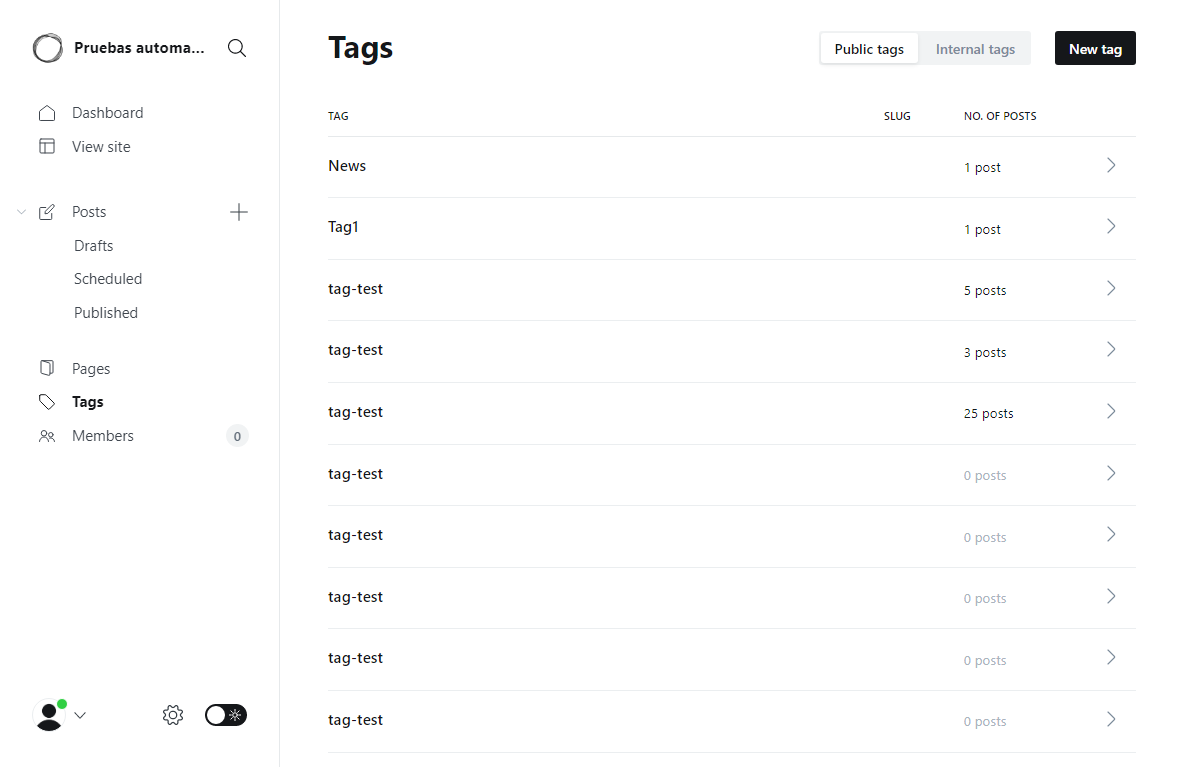 Pruebas automa...
Dashboard
View site
Posts
Drafts
Scheduled
Published
Pages
Tags
Members 0
Tags
Public tags Internal tags New tag
TAG SLUG NO. OF POSTS
News 1 post
Tag1 1 post
tag-test 5 posts
tag-test 3 posts
tag-test 25 posts
tag-test 0 posts
tag-test 0 posts
tag-test 0 posts
tag-test 0 posts
tag-test 0 posts